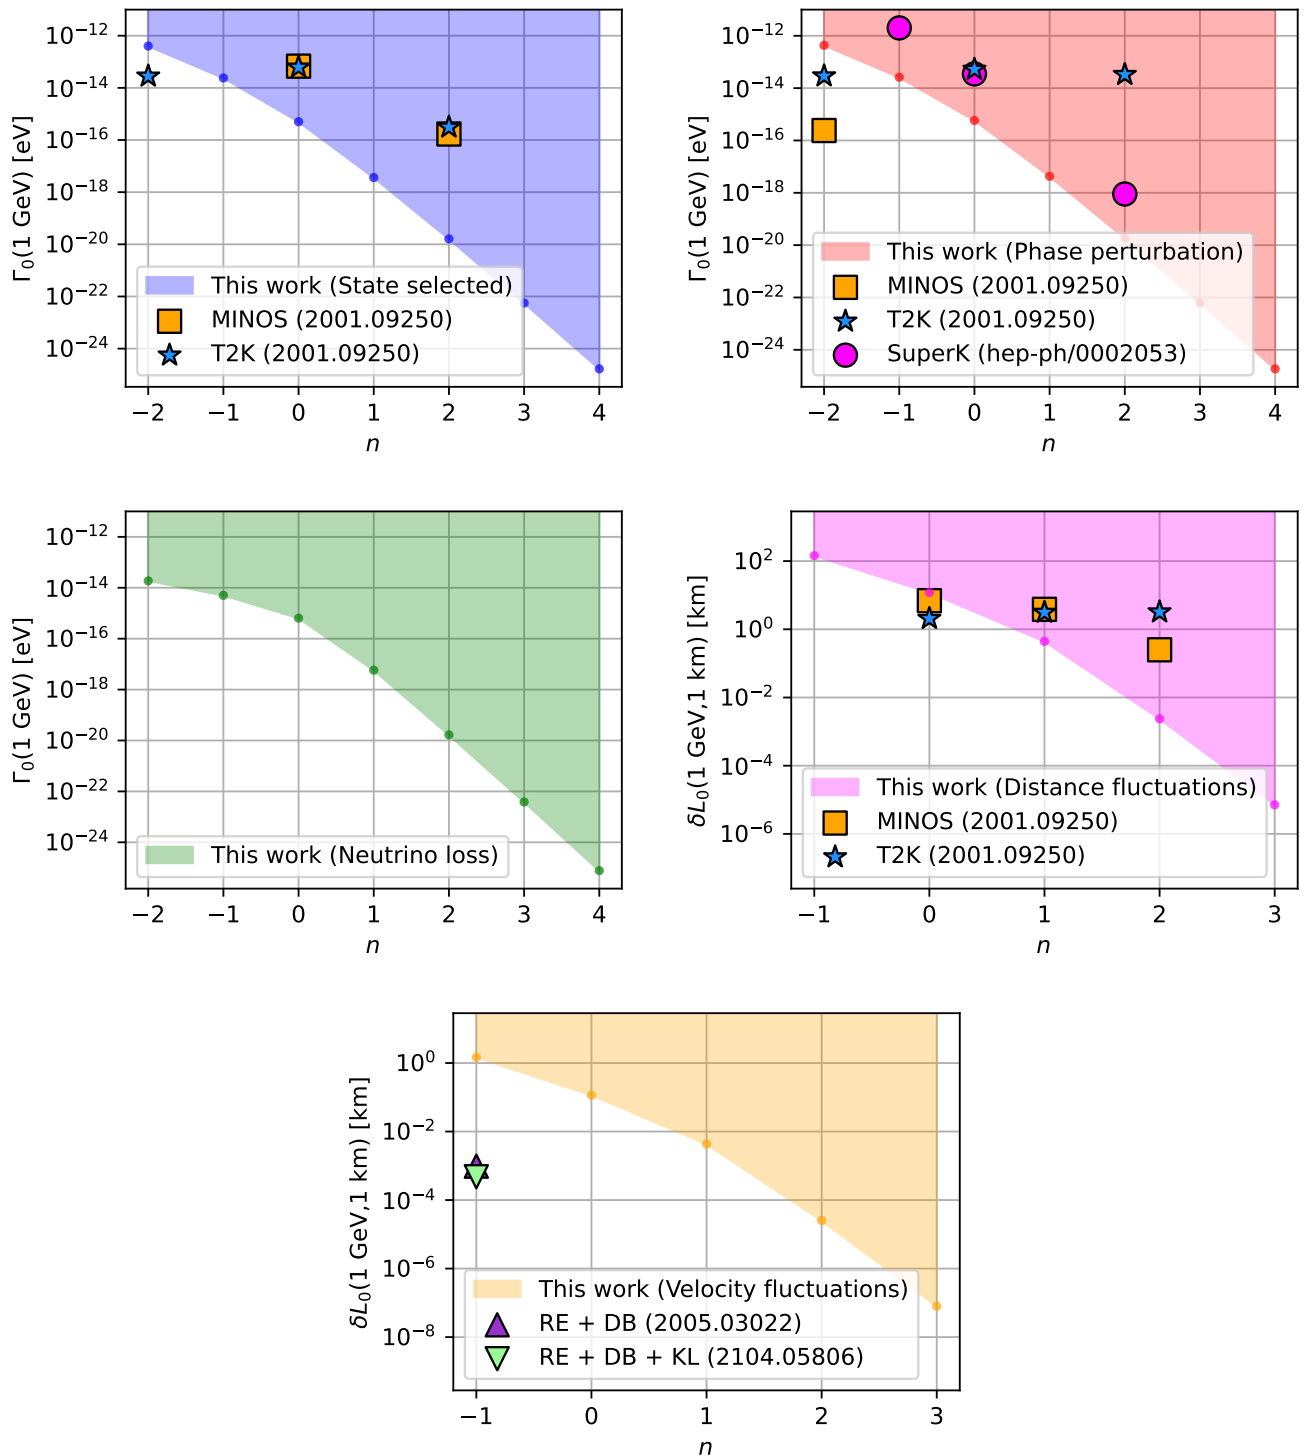 10^−12
10^−14
10^−16
10^−18
10^−20
10^−22
10^−24
Γ0(1 GeV) [eV]
This work (State selected)
MINOS (2001.09250)
T2K (2001.09250)
−2 −1 0 1 2 3 4
n
10^−12
10^−14
10^−16
10^−18
10^−20
10^−22
10^−24
Γ0(1 GeV) [eV]
This work (Phase perturbation)
MINOS (2001.09250)
T2K (2001.09250)
SuperK (hep-ph/0002053)
−2 −1 0 1 2 3 4
n
10^−12
10^−14
10^−16
10^−18
10^−20
10^−22
10^−24
Γ0(1 GeV) [eV]
This work (Neutrino loss)
−2 −1 0 1 2 3 4
n
10^2
10^0
10^−2
10^−4
10^−6
δL0(1 GeV,1 km) [km]
This work (Distance fluctuations)
MINOS (2001.09250)
T2K (2001.09250)
−1 0 1 2 3
n
10^0
10^−2
10^−4
10^−6
10^−8
δL0(1 GeV,1 km) [km]
This work (Velocity fluctuations)
RE + DB (2005.03022)
RE + DB + KL (2104.05806)
−1 0 1 2 3
n